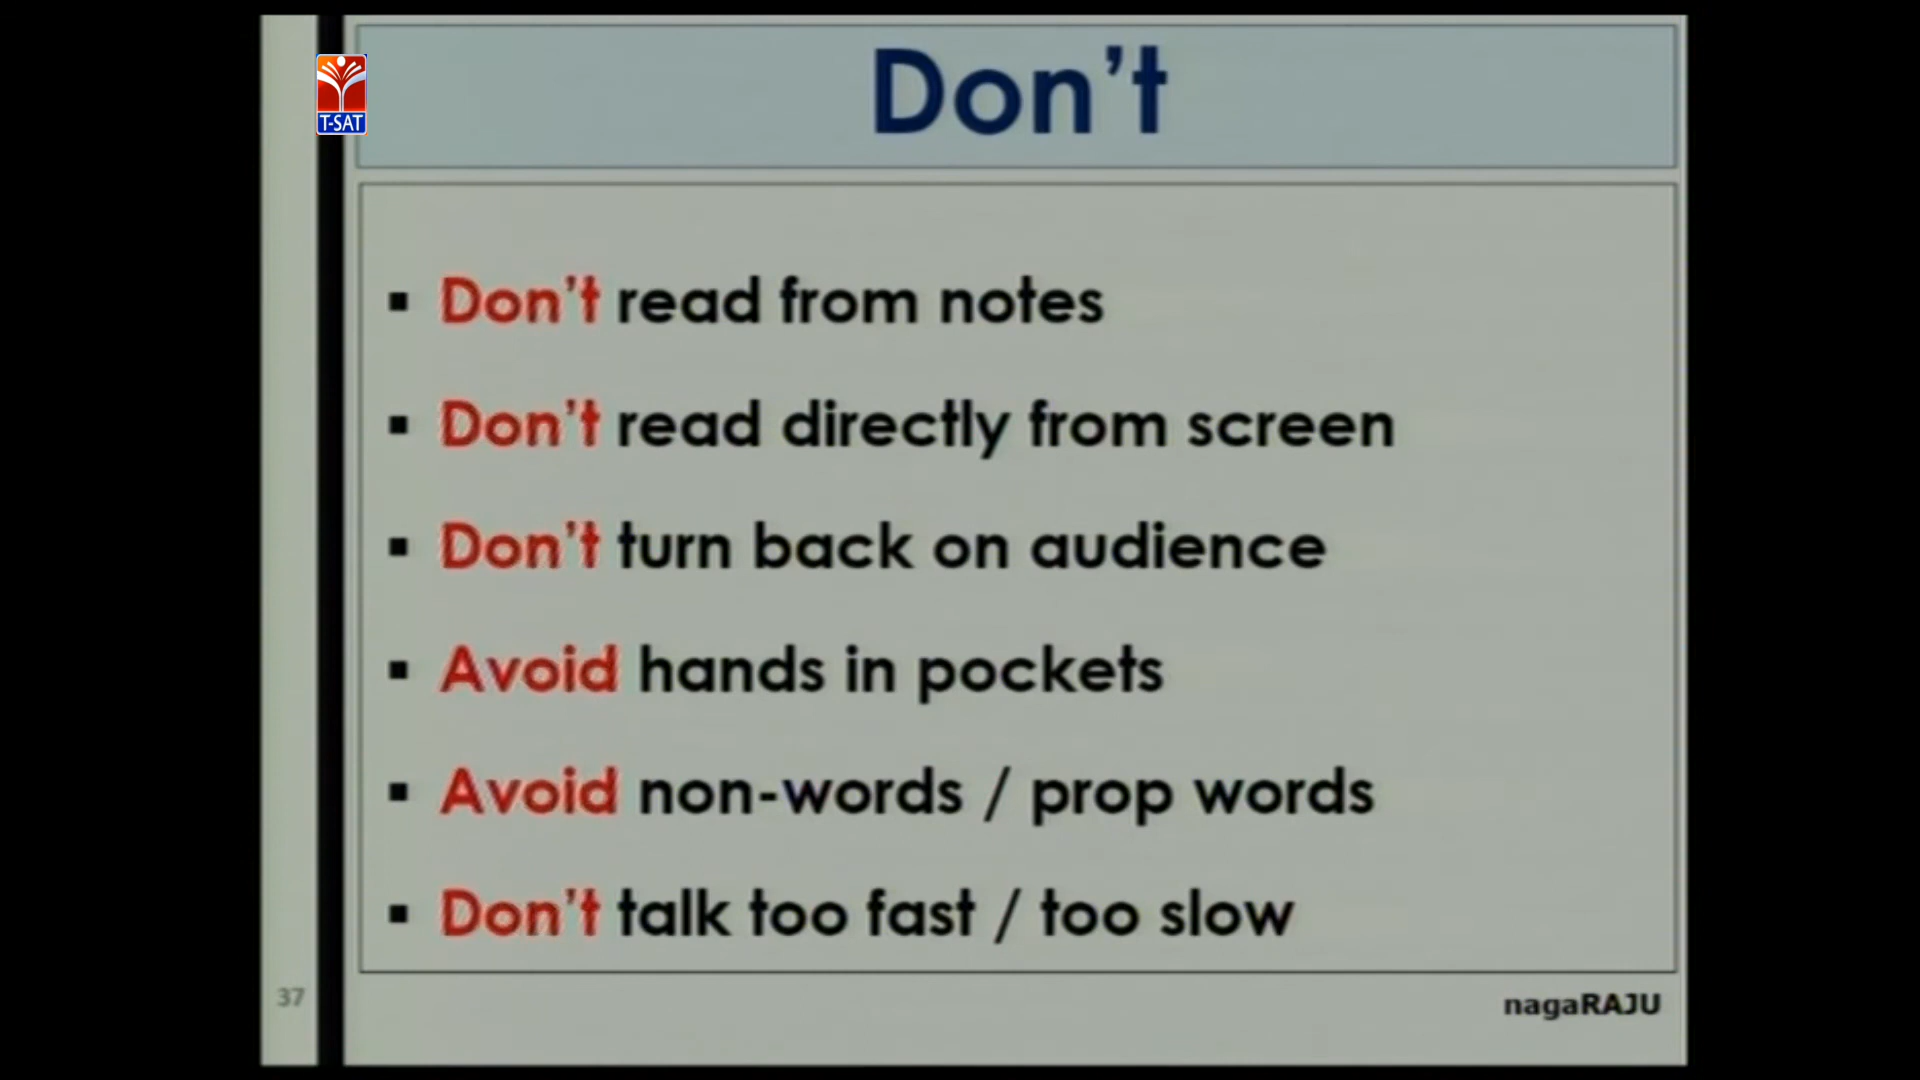 T-SAT
Don't
▪ Don't read from notes
▪ Don't read directly from screen
▪ Don't turn back on audience
▪ Avoid hands in pockets
▪ Avoid non-words / prop words
▪ Don't talk too fast / too slow
37
nagaRAJU